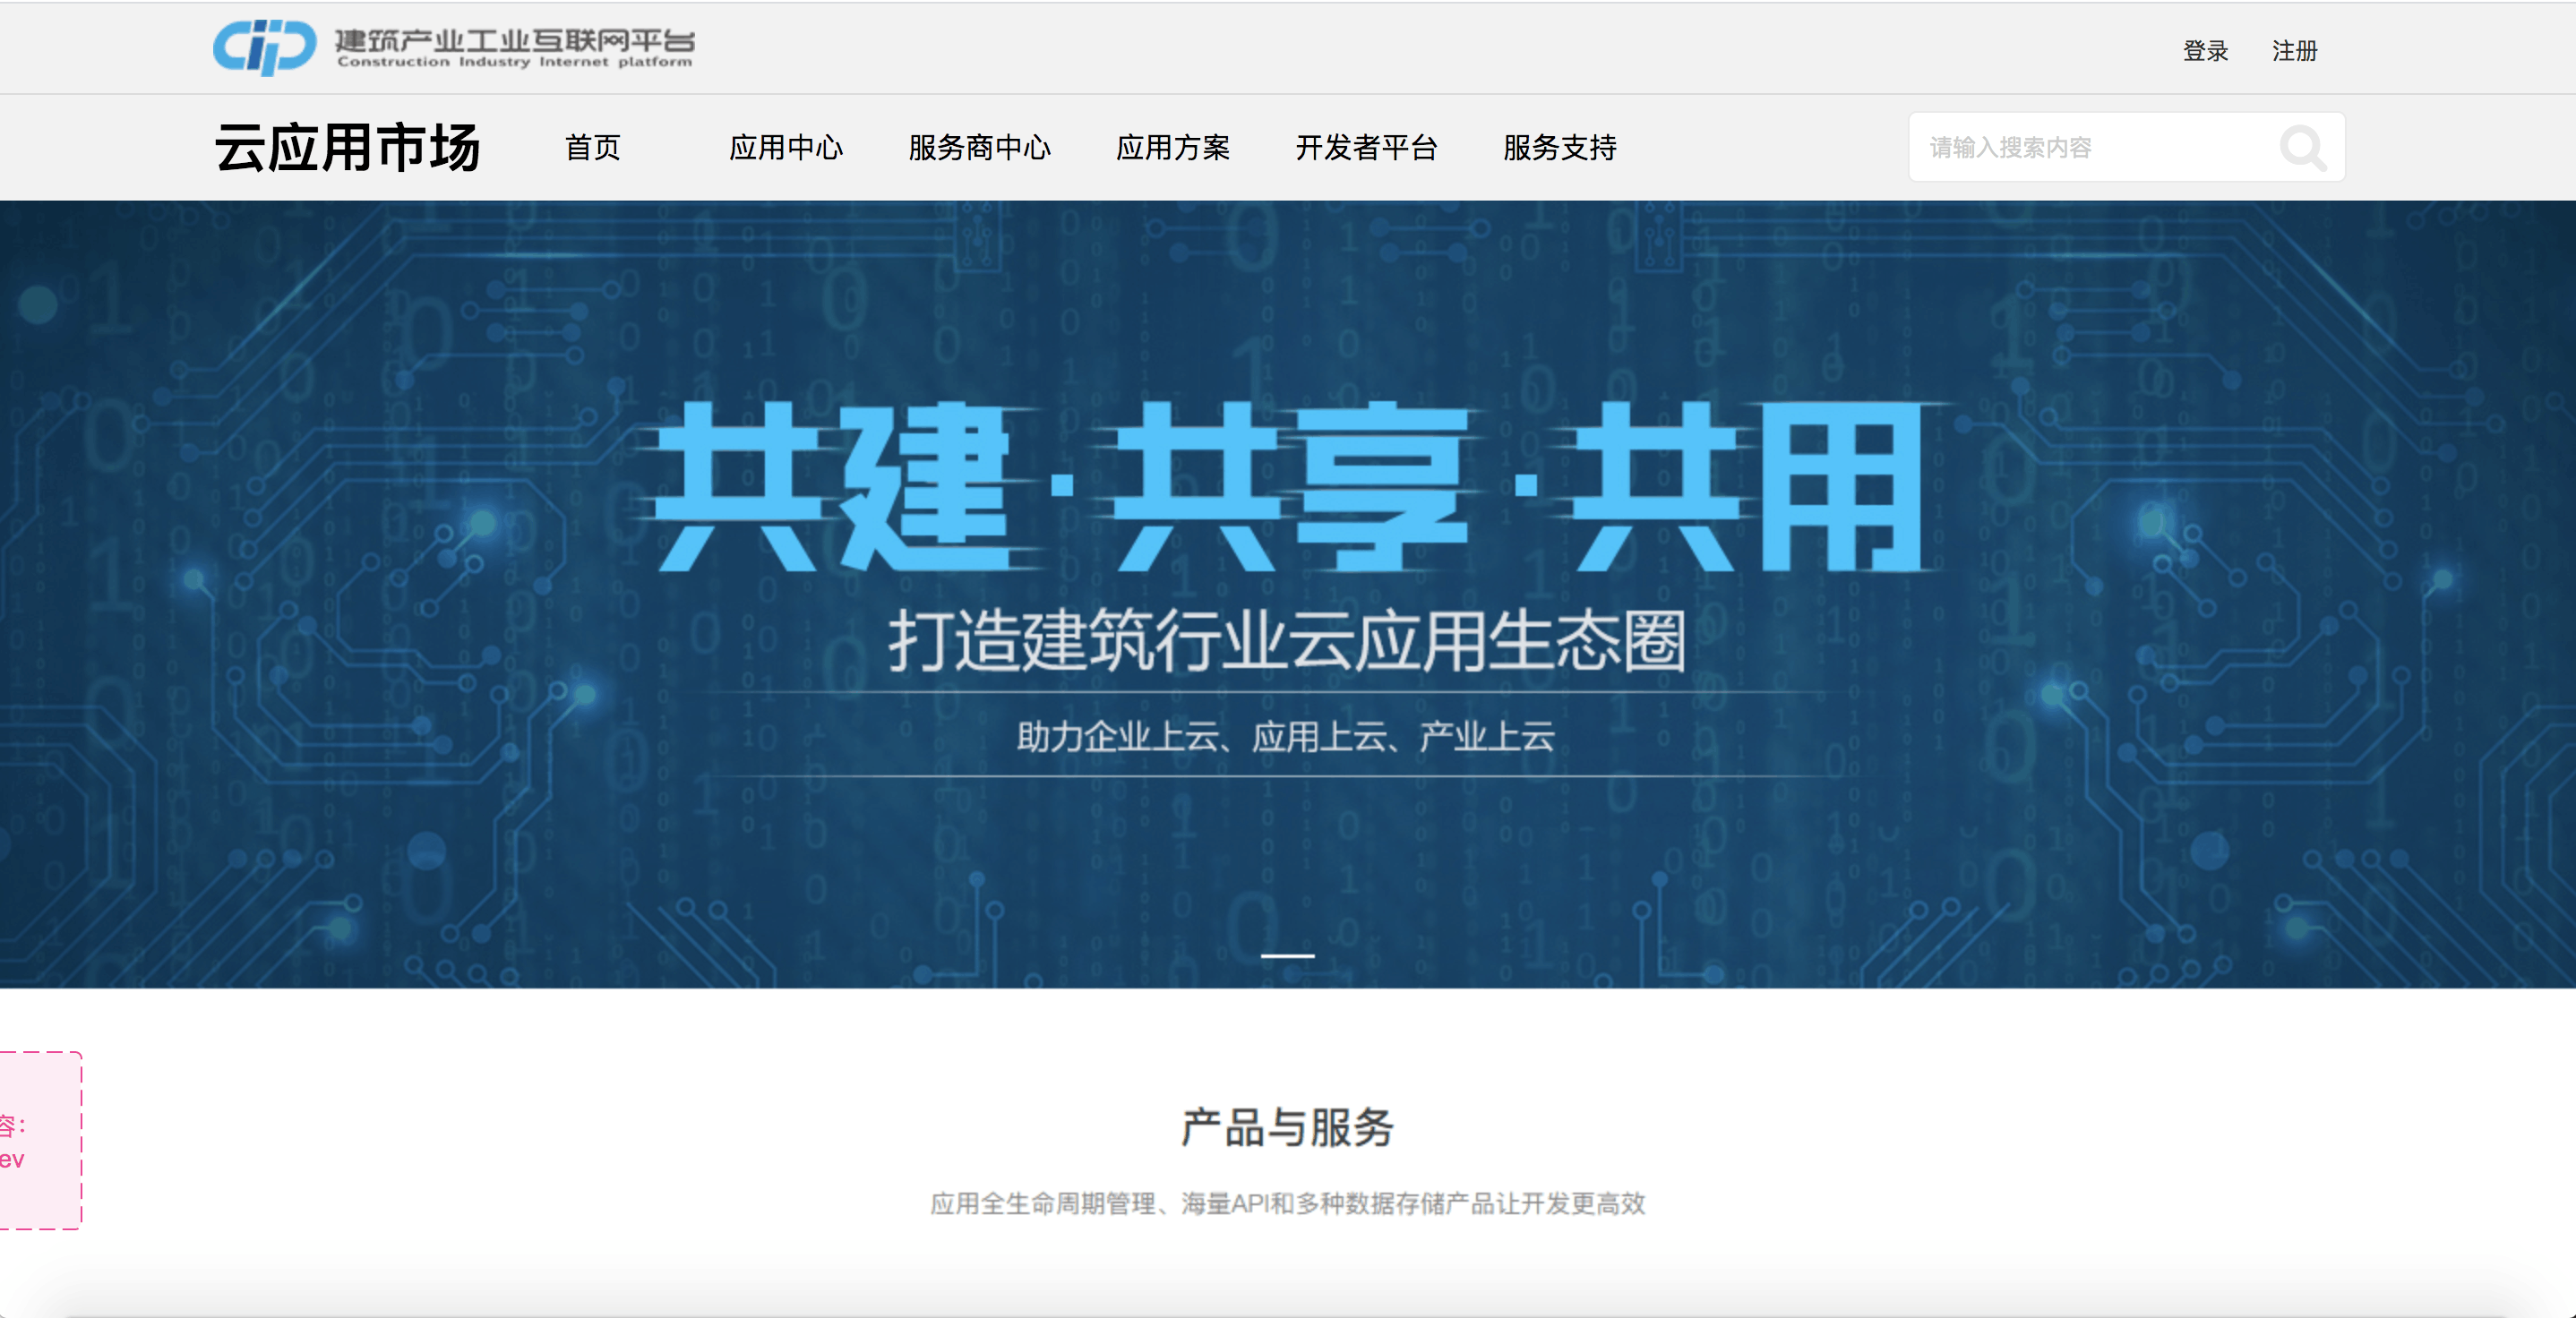 建筑产业工业互联网平台
Construction Industry Internet platform
登录 注册
云应用市场 首页 应用中心 服务商中心 应用方案 开发者平台 服务支持 请输入搜索内容
共建·共享·共用
打造建筑行业云应用生态圈
助力企业上云、应用上云、产业上云
容：
ev
产品与服务
应用全生命周期管理、海量API和多种数据存储产品让开发更高效